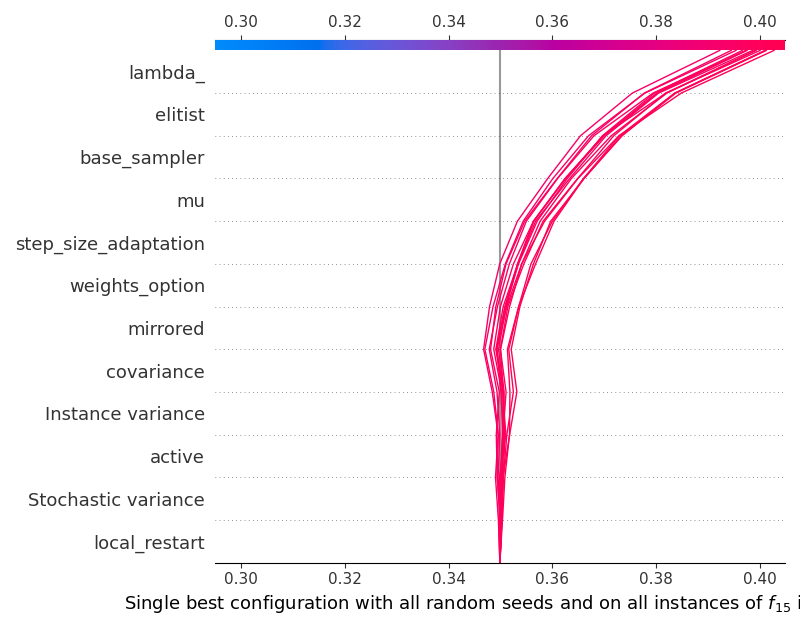 0.30 0.32 0.34 0.36 0.38 0.40
lambda_
elitist
base_sampler
mu
step_size_adaptation
weights_option
mirrored
covariance
Instance variance
active
Stochastic variance
local_restart
0.30 0.32 0.34 0.36 0.38 0.40
Single best configuration with all random seeds and on all instances of f15